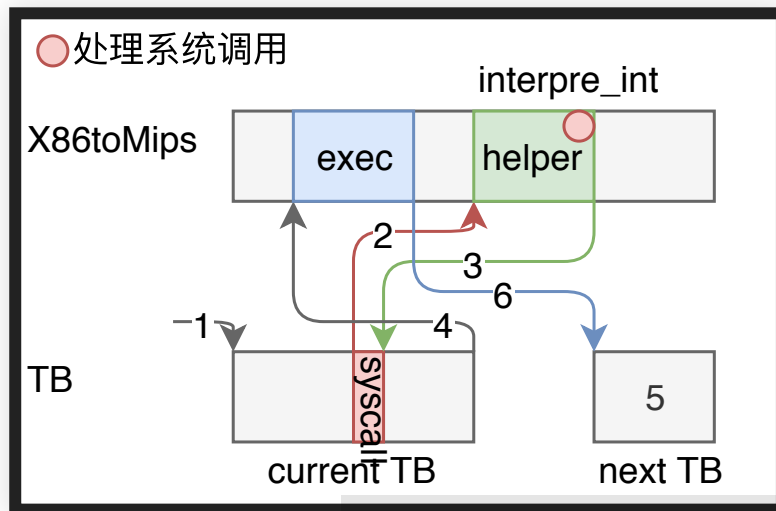 处理系统调用
interpre_int
X86toMips
exec
helper
2
3
6
1
4
TB
syscall
5
current TB
next TB